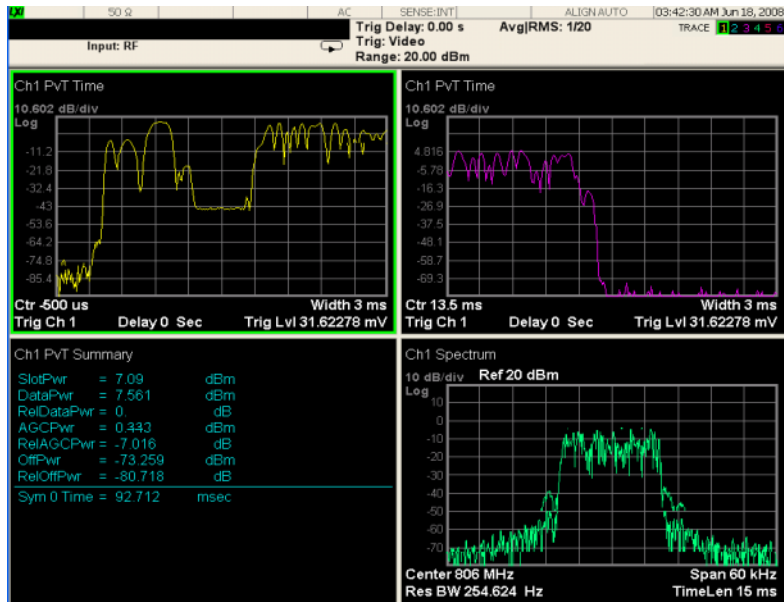 LXI 50 Ω AC SENSE:INT ALIGN AUTO 03:42:30 AM Jun 18, 2008
Trig Delay: 0.00 s Avg|RMS: 1/20 TRACE 1 2 3 4 5 6
Input: RF Trig: Video
Range: 20.00 dBm
Ch1 PvT Time
10.602 dB/div
Log
-11.2
-21.8
-32.4
-43
-53.6
-64.2
-74.8
-85.4
Ctr -500 us Width 3 ms
Trig Ch 1 Delay 0 Sec Trig Lvl 31.62278 mV
Ch1 PvT Time
10.602 dB/div
Log
4.816
-5.78
-16.3
-26.9
-37.5
-48.1
-58.7
-69.3
Ctr 13.5 ms Width 3 ms
Trig Ch 1 Delay 0 Sec Trig Lvl 31.62278 mV
Ch1 PvT Summary
SlotPwr = 7.09 dBm
DataPwr = 7.561 dBm
RelDataPwr = 0. dB
AGCPwr = 0.443 dBm
RelAGCPwr = -7.016 dB
OffPwr = -73.259 dBm
RelOffPwr = -80.718 dB
Sym 0 Time = 92.712 msec
Ch1 Spectrum
10 dB/div Ref 20 dBm
Log
10
0
-10
-20
-30
-40
-50
-60
-70
Center 806 MHz Span 60 kHz
Res BW 254.624 Hz TimeLen 15 ms